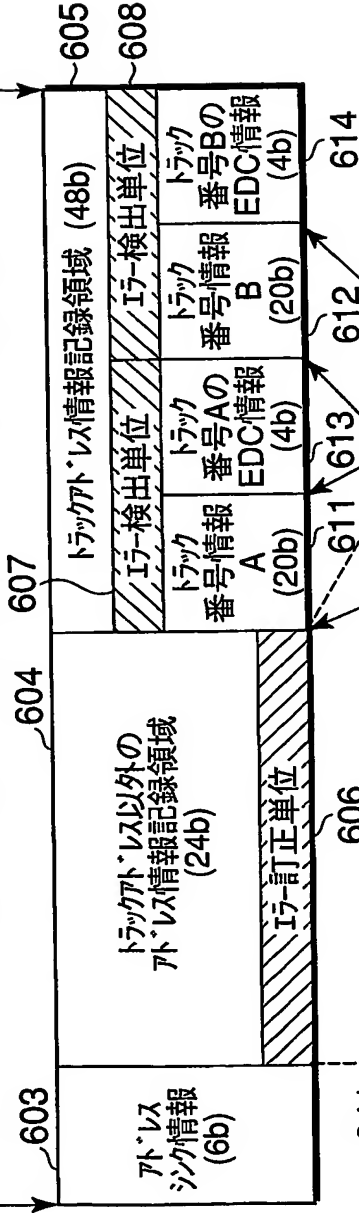 603
604
607
605
608
アドレス
シンク情報
(6b)
トラックアドレス以外の
アドレス情報記録領域
(24b)
エラー訂正単位
606
トラックアドレス情報記録領域 (48b)
エラー検出単位
エラー検出単位
トラック
番号情報
A
(20b)
611
トラック
番号Aの
EDC情報
(4b)
613
トラック
番号情報
B
(20b)
612
トラック
番号Bの
EDC情報
(4b)
614